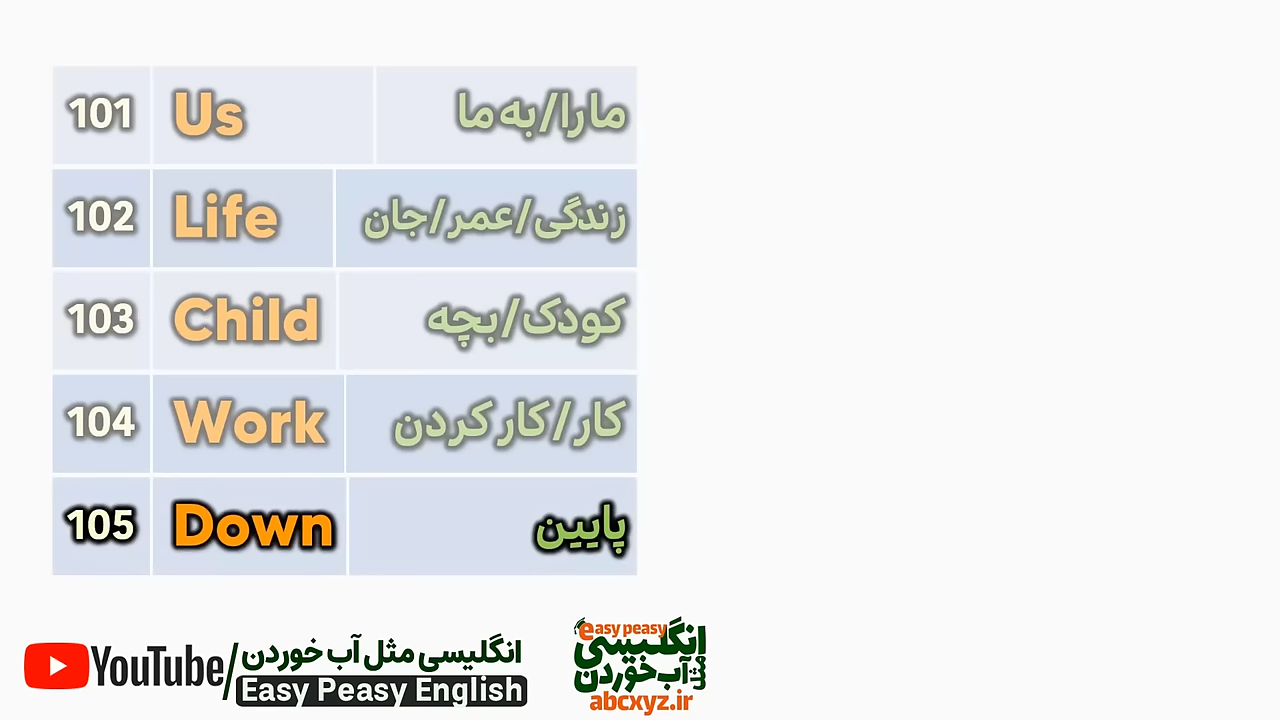 101 Us ما را/به ما
102 Life زندگی/عمر/جان
103 Child کودک/بچه
104 Work کار/کار کردن
105 Down پایین
YouTube/انگلیسی مثل آب خوردن
Easy Peasy English
easy peasy
انگلیسی
مثل آب خوردن
abcxyz.ir